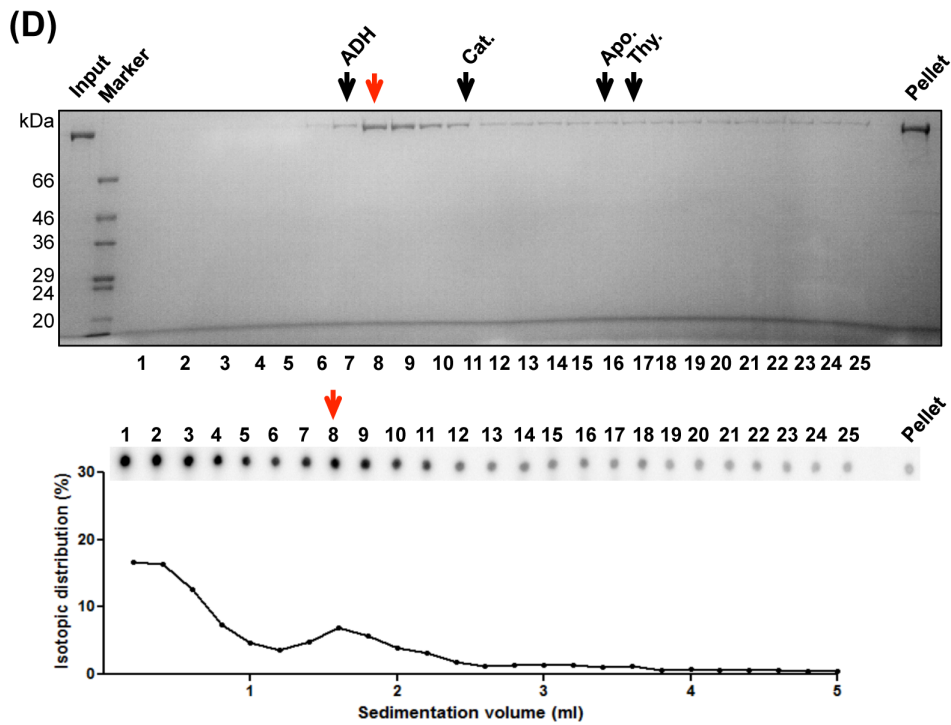 (D)
Input Marker ADH Cat. Apo. Thy. Pellet
kDa
66
46
36
29
24
20
1 2 3 4 5 6 7 8 9 10 11 12 13 14 15 16 17 18 19 20 21 22 23 24 25
1 2 3 4 5 6 7 8 9 10 11 12 13 14 15 16 17 18 19 20 21 22 23 24 25 Pellet
Isotopic distribution (%)
30
20
10
0
1 2 3 4 5
Sedimentation volume (ml)